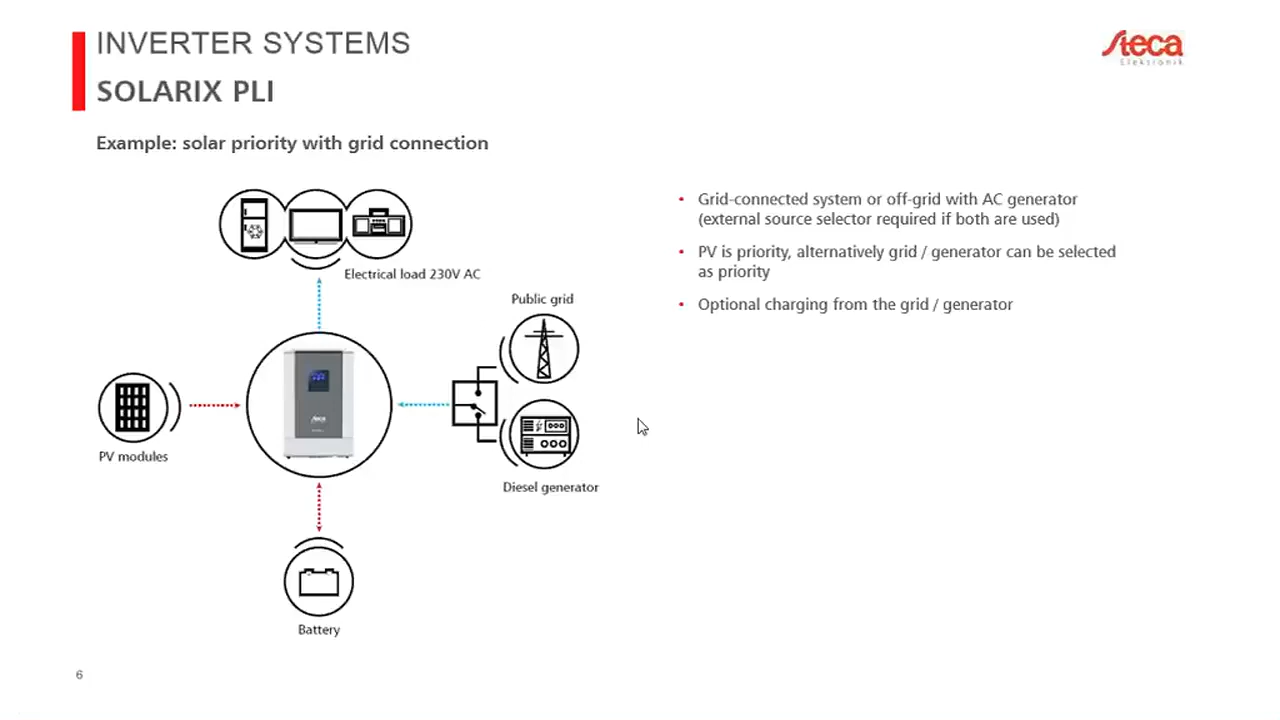 INVERTER SYSTEMS
SOLARIX PLI
Steca
Elektronik
Example: solar priority with grid connection
Electrical load 230V AC
Public grid
PV modules
Steca
Diesel generator
Battery
• Grid-connected system or off-grid with AC generator
(external source selector required if both are used)
• PV is priority, alternatively grid / generator can be selected
as priority
• Optional charging from the grid / generator
6